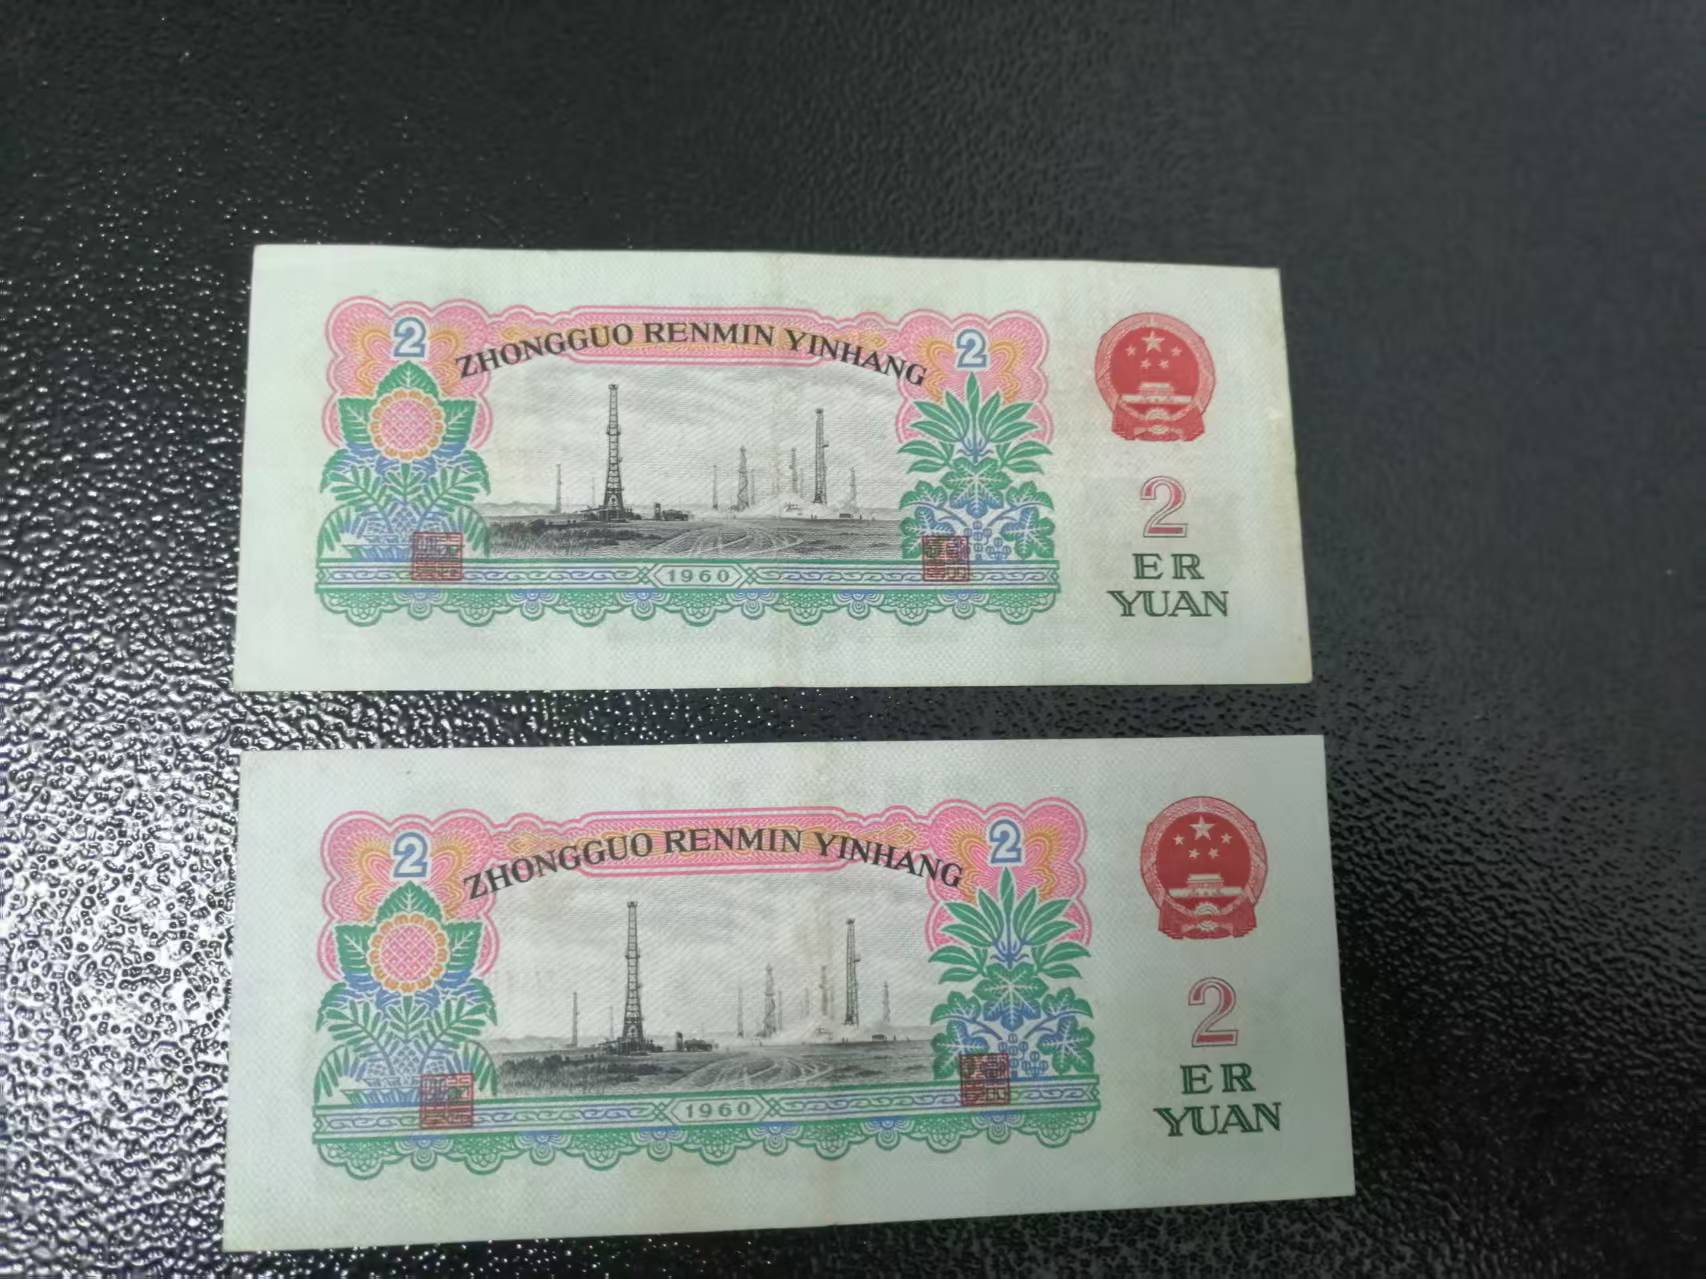 2 ZHONGGUO RENMIN YINHANG 2
2
1960
ER
YUAN
2 ZHONGGUO RENMIN YINHANG 2
2
1960
ER
YUAN